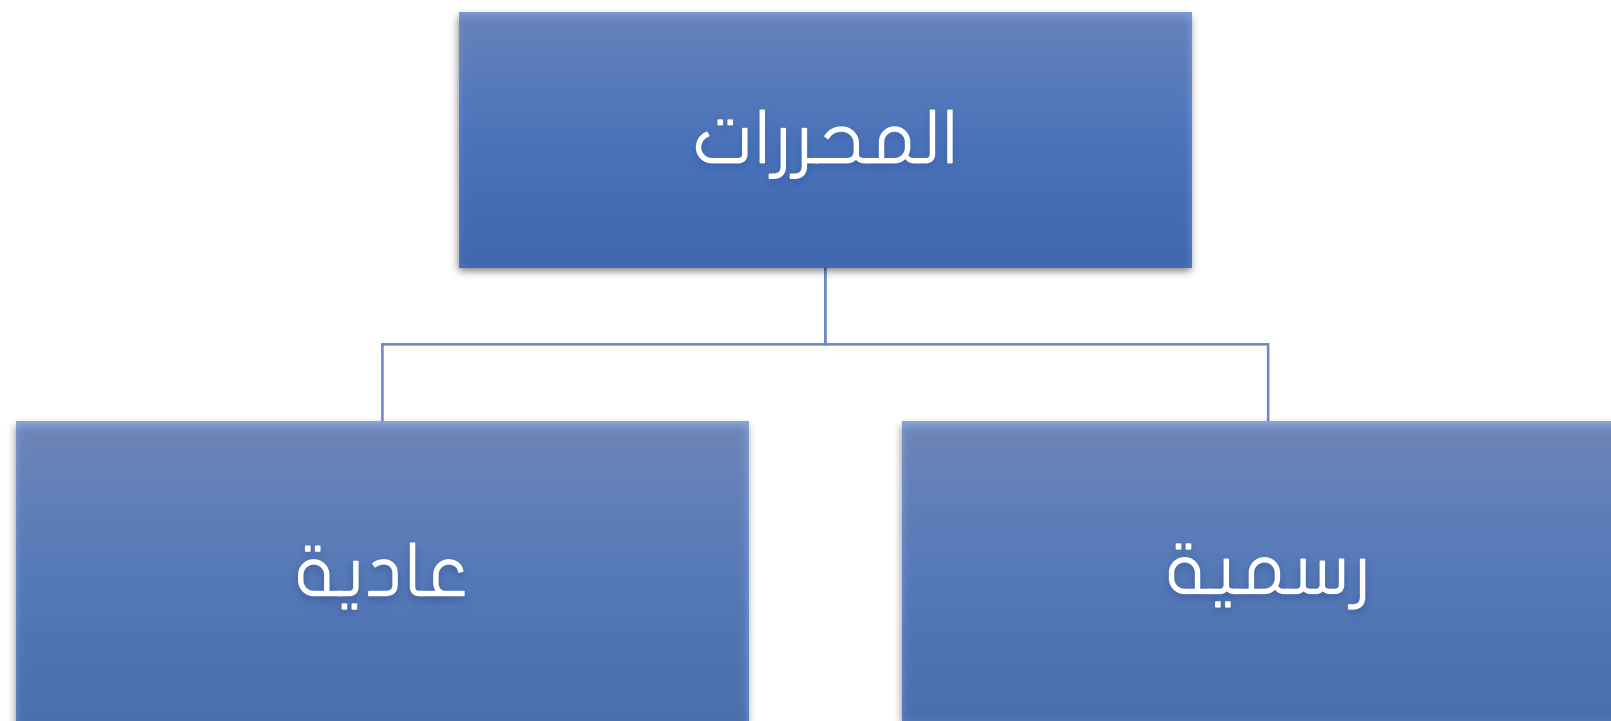 المحررات
رسمية
عادية